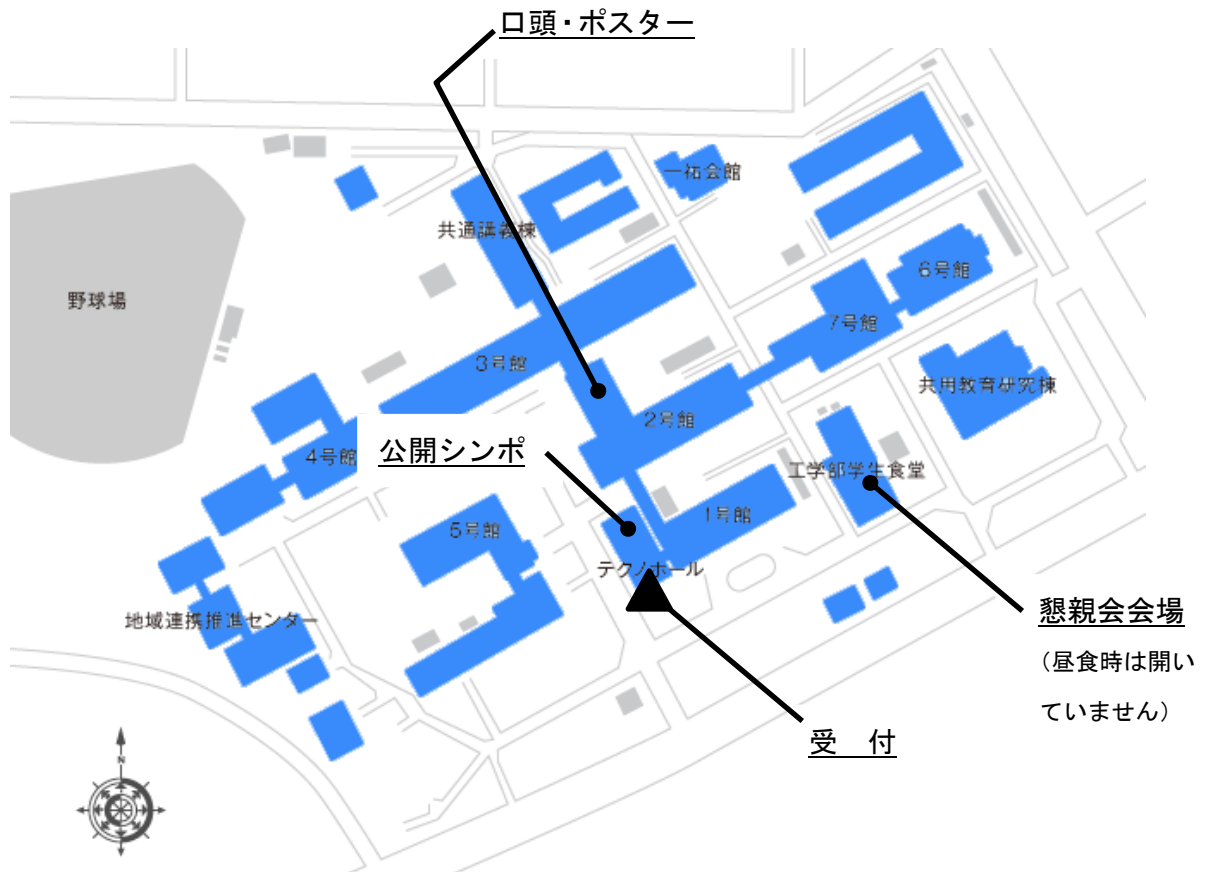 口頭・ポスター
一祐会館
共通講義棟
6号館
野球場
7号館
3号館
共用教育研究棟
2号館
公開シンポ
4号館
工学部学生食堂
1号館
5号館
テクノホール
懇親会会場
地域連携推進センター
（昼食時は開い
ていません）
受　付
N